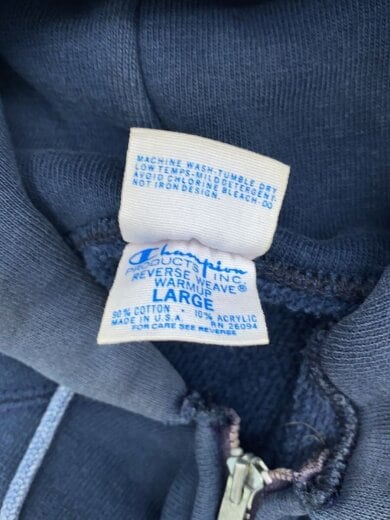 MACHINE WASH-TUMBLE DRY
LOW TEMPS-MILD DETERGENT-
AVOID CHLORINE BLEACH-DO
NOT IRON DESIGN.
Champion
PRODUCTS INC
REVERSE WEAVE®
WARMUP
LARGE
90% COTTON • 10% ACRYLIC
MADE IN U.S.A. RN 26094
FOR CARE SEE REVERSE